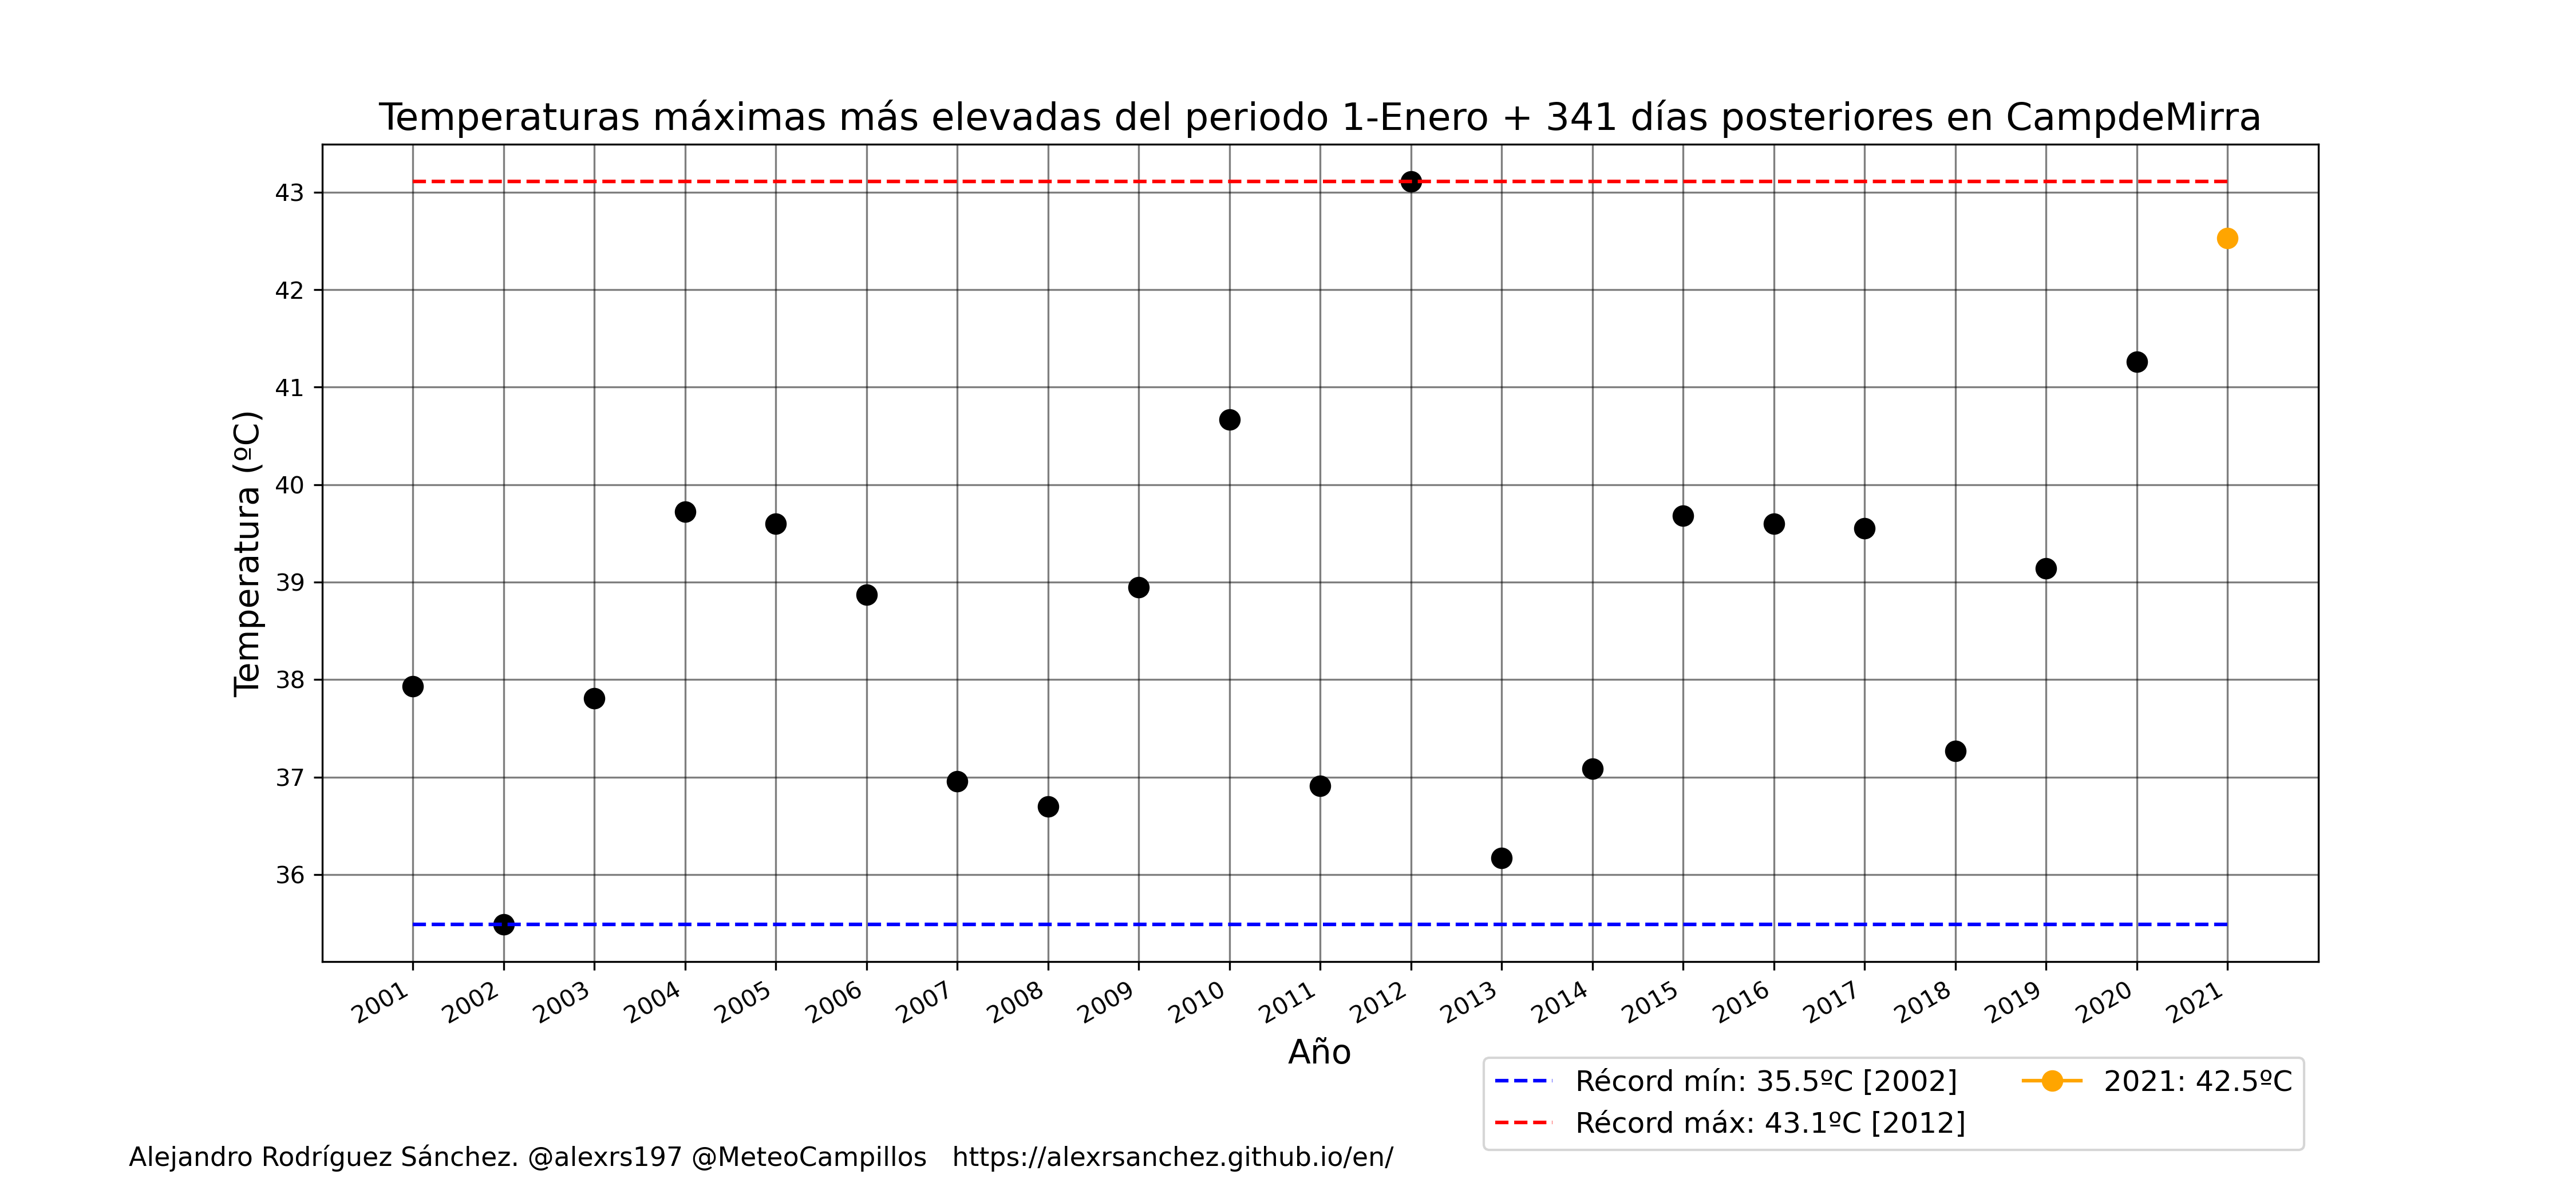 Temperaturas máximas más elevadas del periodo 1-Enero + 341 días posteriores en CampdeMirra
Temperatura (ºC)
43
42
41
40
39
38
37
36
2001 2002 2003 2004 2005 2006 2007 2008 2009 2010 2011 2012 2013 2014 2015 2016 2017 2018 2019 2020 2021
Año
Récord mín: 35.5ºC [2002]
Récord máx: 43.1ºC [2012]
2021: 42.5ºC
Alejandro Rodríguez Sánchez. @alexrs197 @MeteoCampillos https://alexrsanchez.github.io/en/